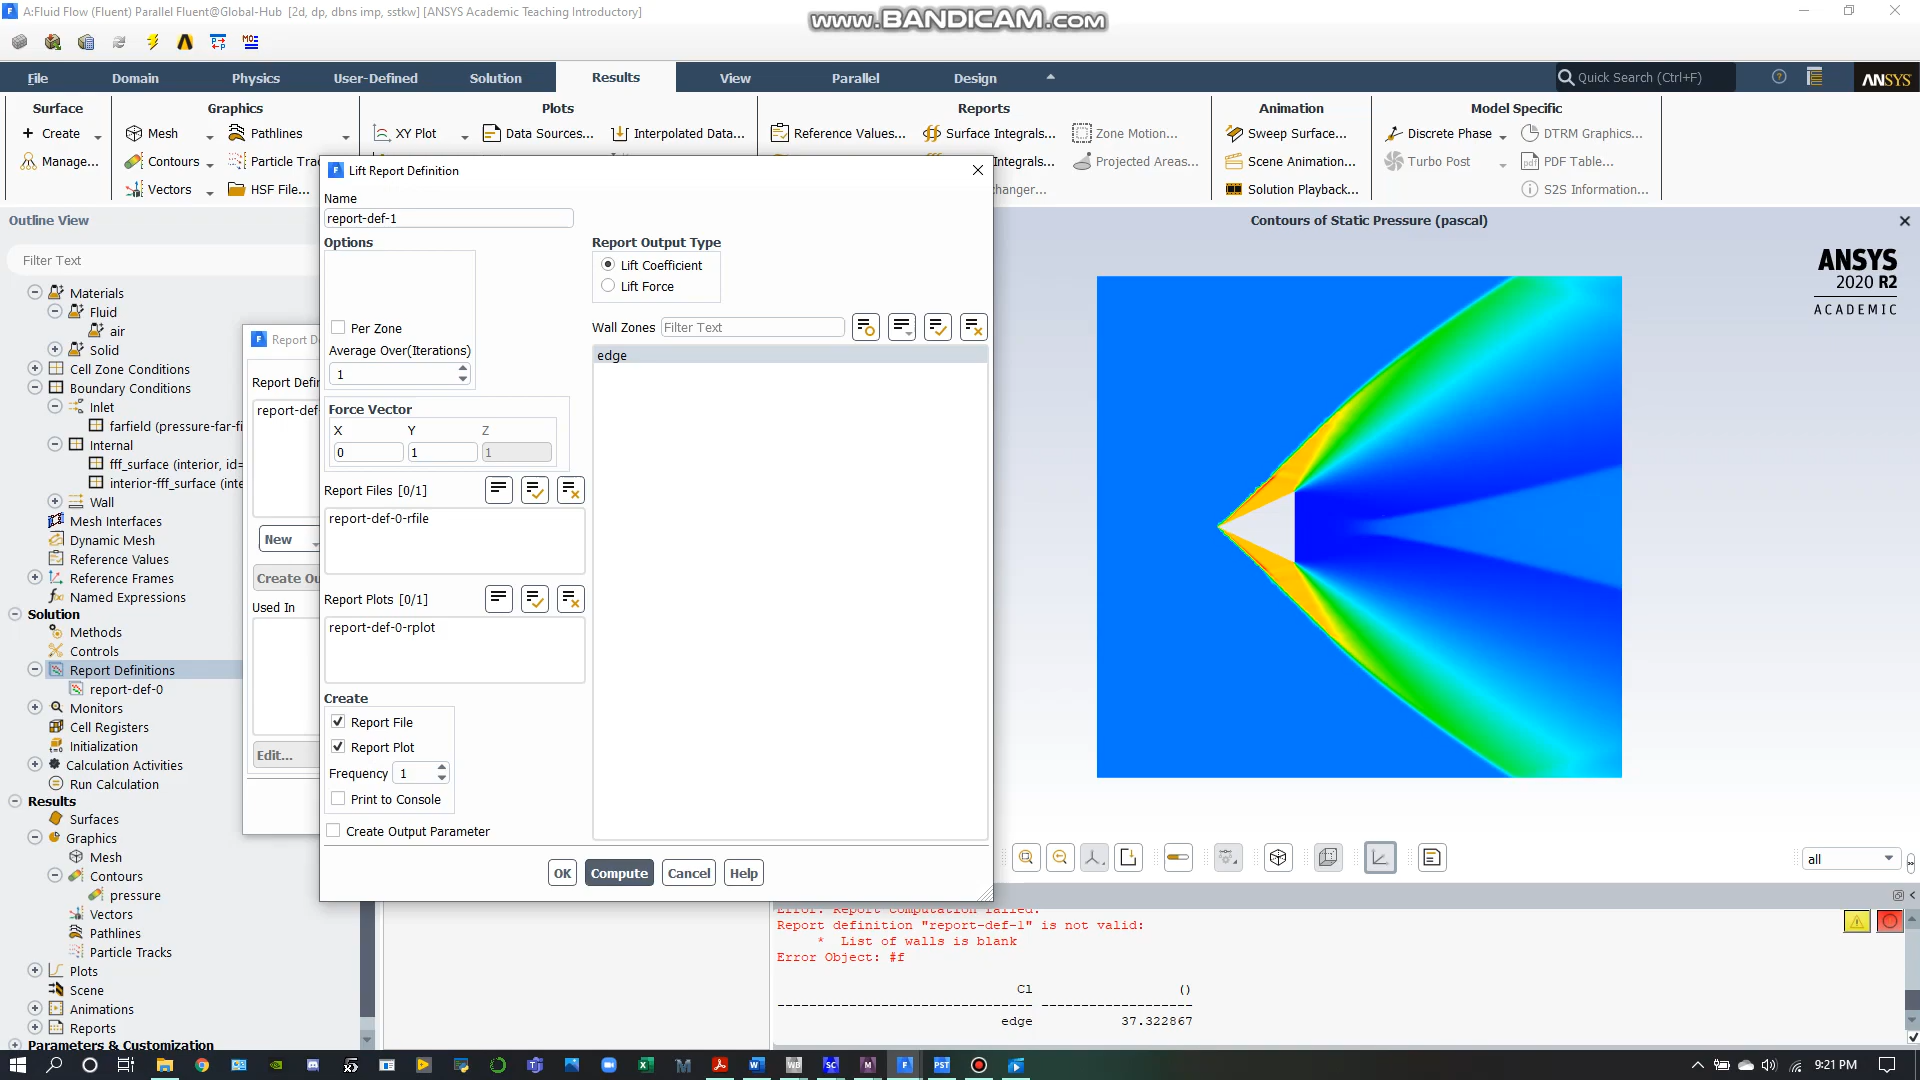 A:Fluid Flow (Fluent) Parallel Fluent@Global-Hub [2d, dp, dbns imp, sstkw] [ANSYS Academic Teaching Introductory]
www.BANDICAM.com
File Domain Physics User-Defined Solution Results View Parallel Design
Quick Search (Ctrl+F)
ANSYS
Surface Graphics Plots Reports Animation Model Specific
Create Mesh Pathlines XY Plot Data Sources... Interpolated Data... Reference Values... Surface Integrals... Zone Motion... Sweep Surface... Discrete Phase DTRM Graphics...
Manage... Contours Particle Trac Integrals... Projected Areas... Scene Animation... Turbo Post PDF Table...
Vectors HSF File... changer... Solution Playback... S2S Information...
Outline View
Filter Text
Materials
Fluid
air
Solid
Cell Zone Conditions
Boundary Conditions
Inlet
farfield (pressure-far-fi
Internal
fff_surface (interior, id=
interior-fff_surface (inte
Wall
Mesh Interfaces
Dynamic Mesh
Reference Values
Reference Frames
Named Expressions
Solution
Methods
Controls
Report Definitions
report-def-0
Monitors
Cell Registers
Initialization
Calculation Activities
Run Calculation
Results
Surfaces
Graphics
Mesh
Contours
pressure
Vectors
Pathlines
Particle Tracks
Plots
Scene
Animations
Reports
Parameters & Customization
Report De
Report Defin
report-def-
New
Create Ou
Used In
Edit...
Lift Report Definition
Name
report-def-1
Options
Per Zone
Average Over(Iterations)
1
Force Vector
X Y Z
0 1 1
Report Files [0/1]
report-def-0-rfile
Report Plots [0/1]
report-def-0-rplot
Create
Report File
Report Plot
Frequency 1
Print to Console
Create Output Parameter
Report Output Type
Lift Coefficient
Lift Force
Wall Zones Filter Text
edge
OK Compute Cancel Help
Contours of Static Pressure (pascal)
ANSYS
2020 R2
ACADEMIC
all
Error: Report Computation failed.
Report definition "report-def-1" is not valid:
* List of walls is blank
Error Object: #f
Cl ()
-------------------------------- -------------------
edge 37.322867
9:21 PM